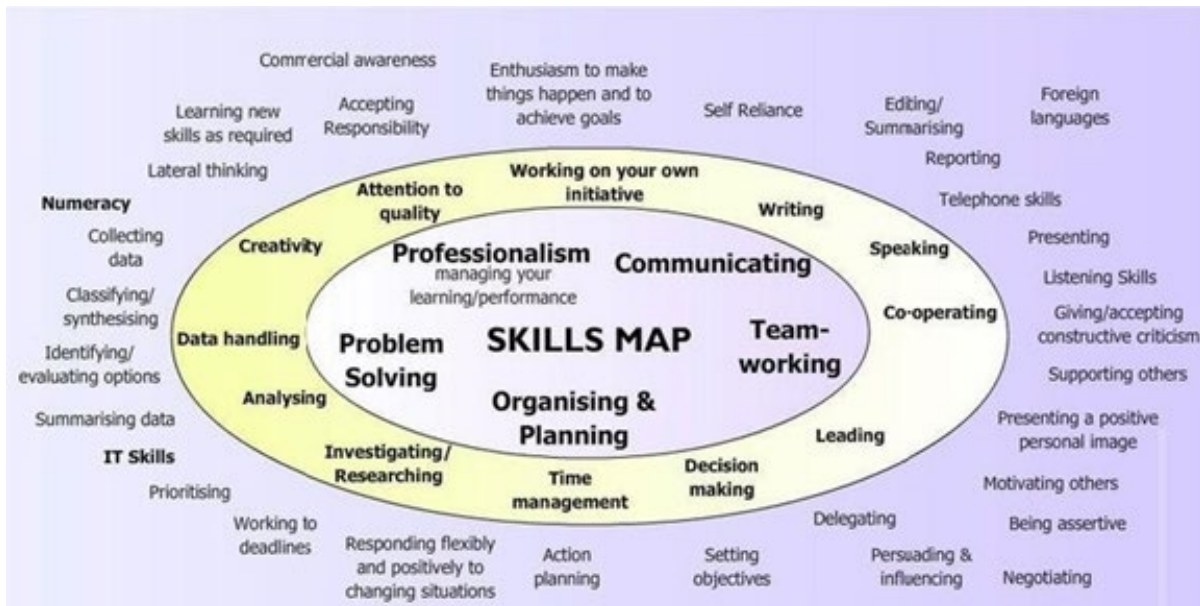 Commercial awareness
Enthusiasm to make
things happen and to
achieve goals
Learning new
skills as required
Accepting
Responsibility
Self Reliance
Editing/
Summarising
Foreign
languages
Lateral thinking
Reporting
Telephone skills
Numeracy
Collecting
data
Classifying/
synthesising
Identifying/
evaluating options
Summarising data
IT Skills
Prioritising
Working to
deadlines
Responding flexibly
and positively to
changing situations
Action
planning
Setting
objectives
Delegating
Persuading &
influencing
Negotiating
Being assertive
Motivating others
Presenting a positive
personal image
Supporting others
Giving/accepting
constructive criticism
Listening Skills
Presenting
Attention to
quality
Working on your own
initiative
Writing
Speaking
Co-operating
Leading
Decision
making
Time
management
Investigating/
Researching
Analysing
Data handling
Creativity
Professionalism
managing your
learning/performance
Communicating
Problem
Solving
SKILLS MAP
Team-
working
Organising &
Planning